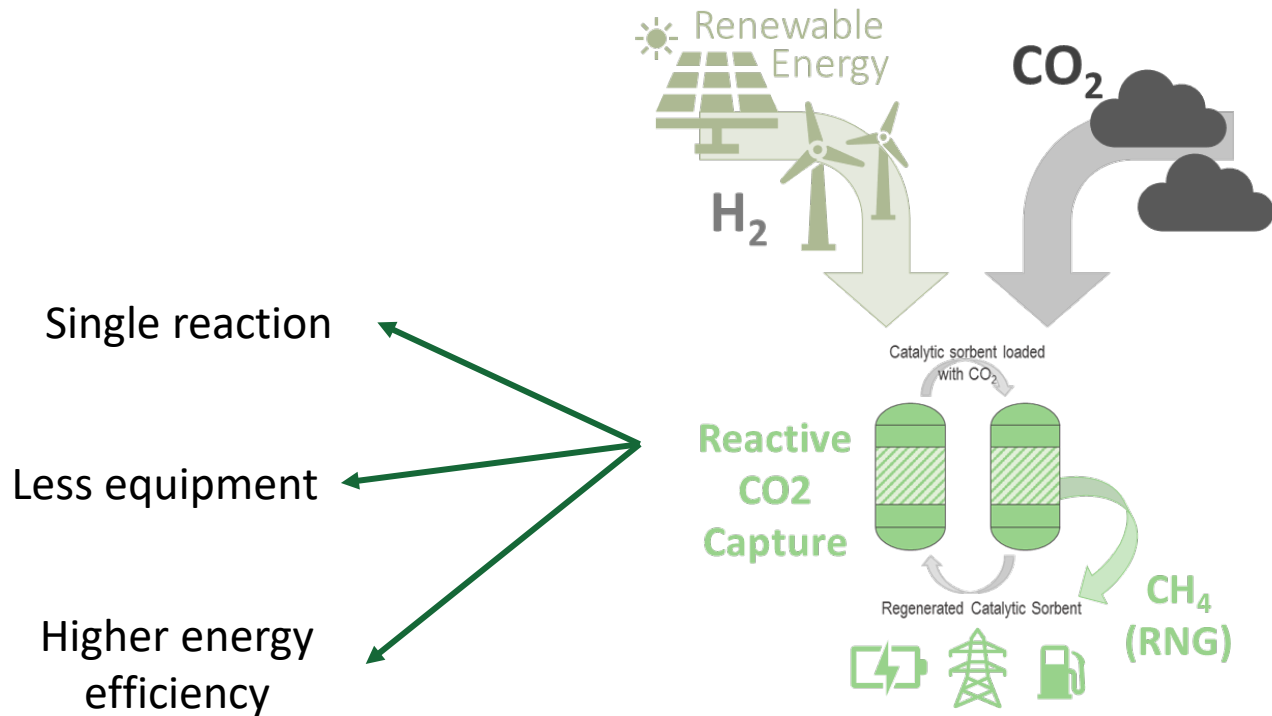 Renewable
Energy
CO₂
H₂
Single reaction
Less equipment
Higher energy
efficiency
Catalytic sorbent loaded
with CO₂
Reactive
CO2
Capture
Regenerated Catalytic Sorbent
CH₄
(RNG)